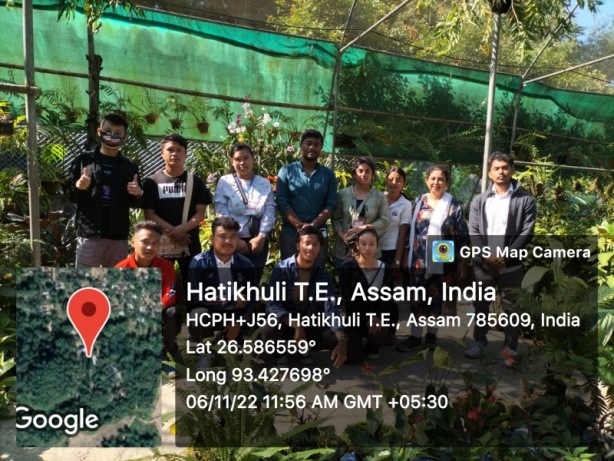 PUMA
GPS Map Camera
Hatikhuli T.E., Assam, India
HCPH+J56, Hatikhuli T.E., Assam 785609, India
Lat 26.586559°
Long 93.427698°
06/11/22 11:56 AM GMT +05:30
Google